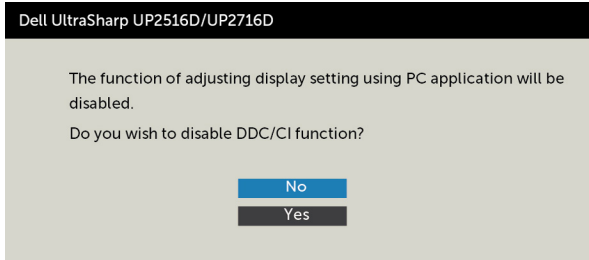 Dell UltraSharp UP2516D/UP2716D
The function of adjusting display setting using PC application will be
disabled.
Do you wish to disable DDC/CI function?
No
Yes